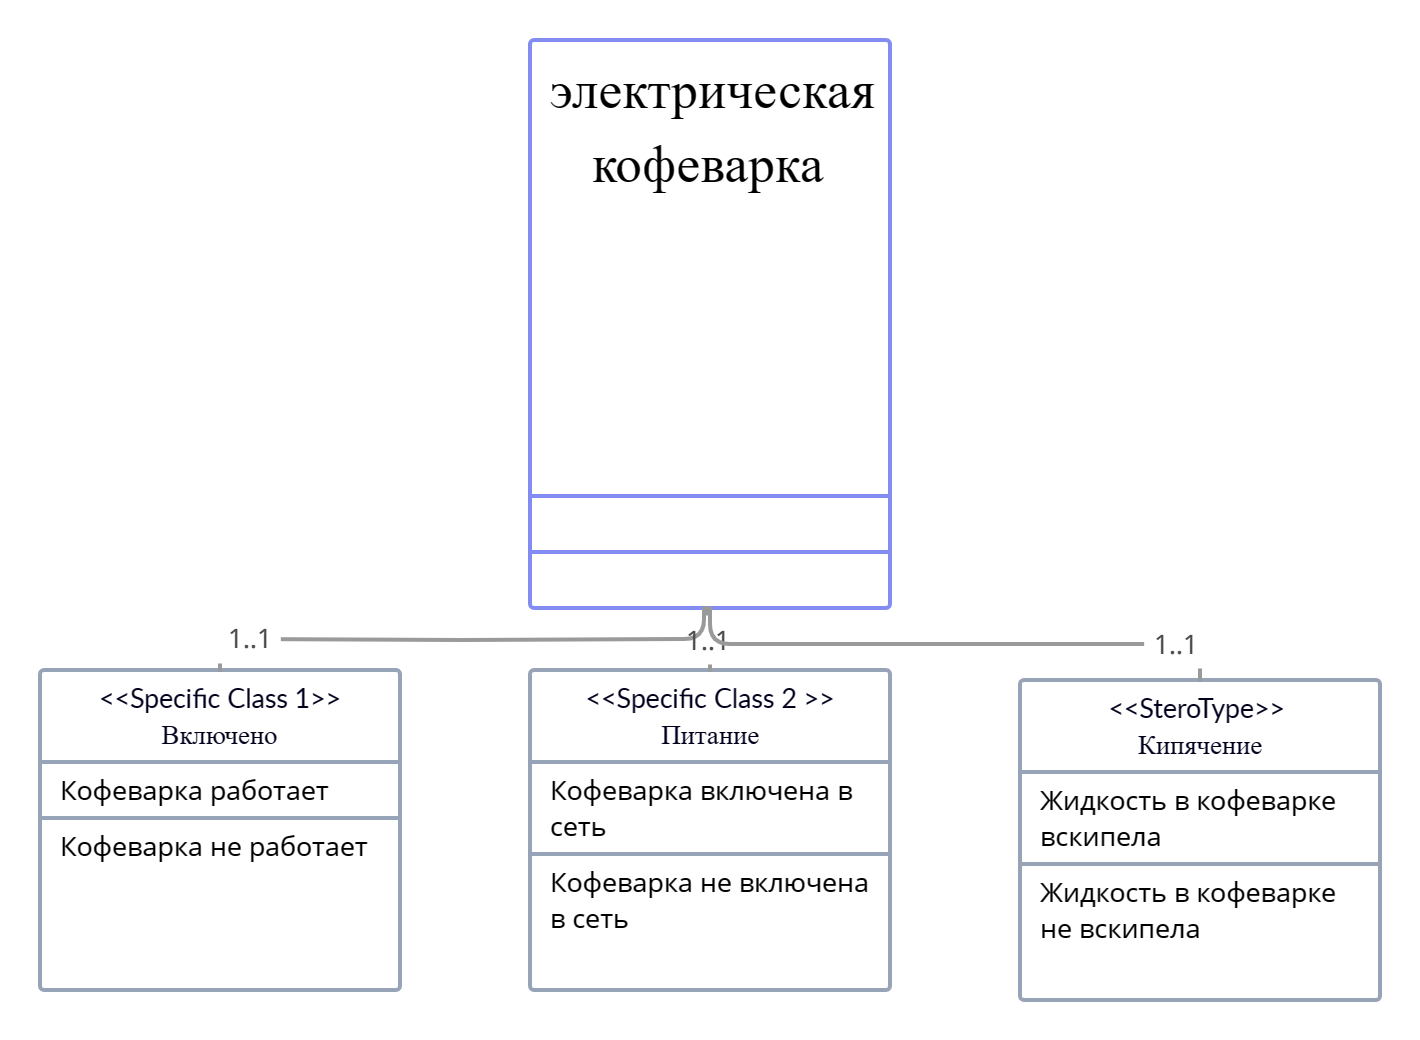 электрическая
кофеварка
1..1
1..1
1..1
<<Specific Class 1>>
Включено
Кофеварка работает
Кофеварка не работает
<<Specific Class 2 >>
Питание
Кофеварка включена в
сеть
Кофеварка не включена
в сеть
<<SteroType>>
Кипячение
Жидкость в кофеварке
вскипела
Жидкость в кофеварке
не вскипела